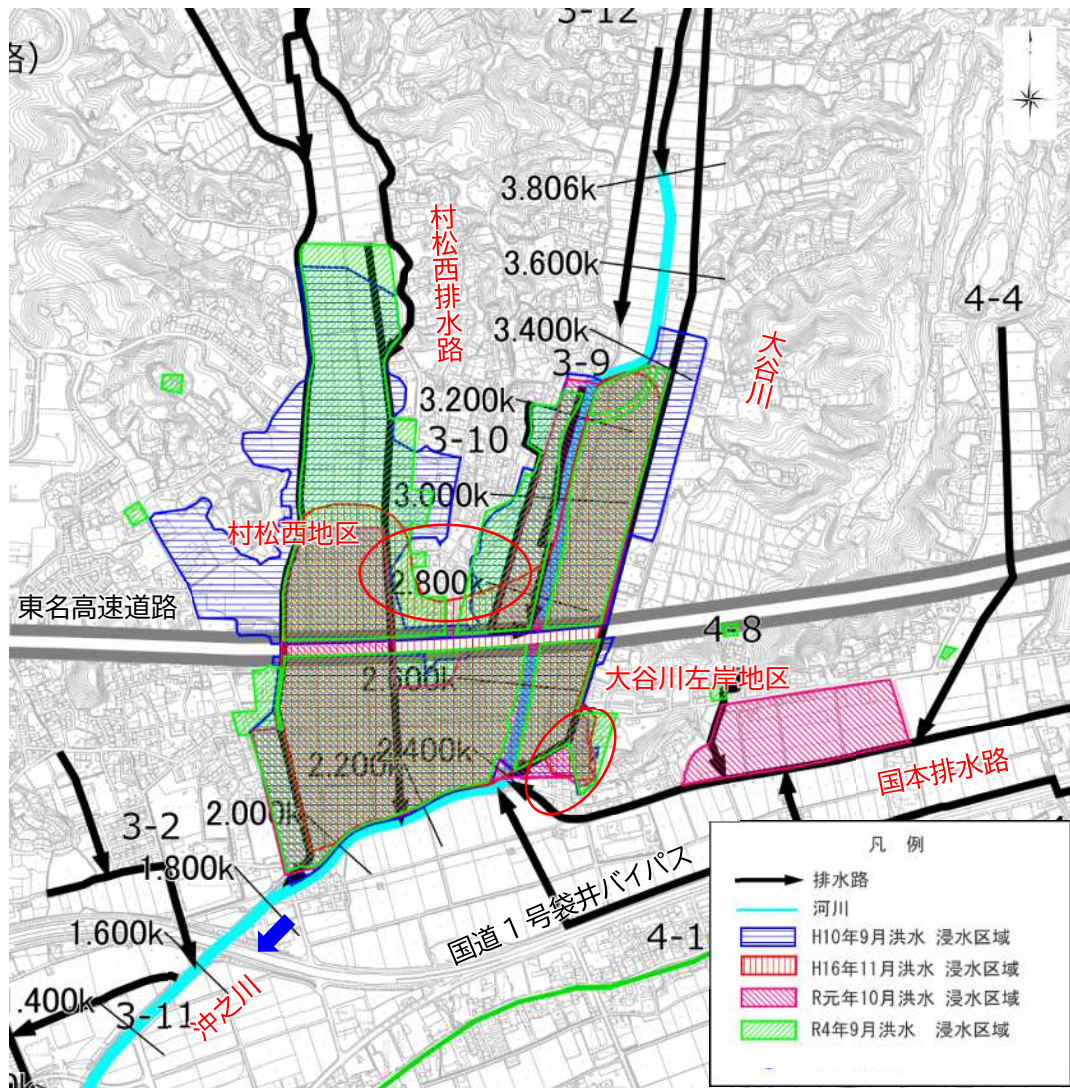 3-12
路)
3.806k
村松西排水路
3.600k
4-4
3.400k
大谷川
3-9
3.200k
3-10
3.000k
村松西地区
2.800k
東名高速道路
4-8
2.600k
大谷川左岸地区
2.400k
2.200k
国本排水路
2.000k
3-2
1.800k
国道1号袋井バイパス
1.600k
4-1
.400k
3-11
沖之川
0k
凡 例
排水路
河川
H10年9月洪水 浸水区域
H16年11月洪水 浸水区域
R元年10月洪水 浸水区域
R4年9月洪水 浸水区域